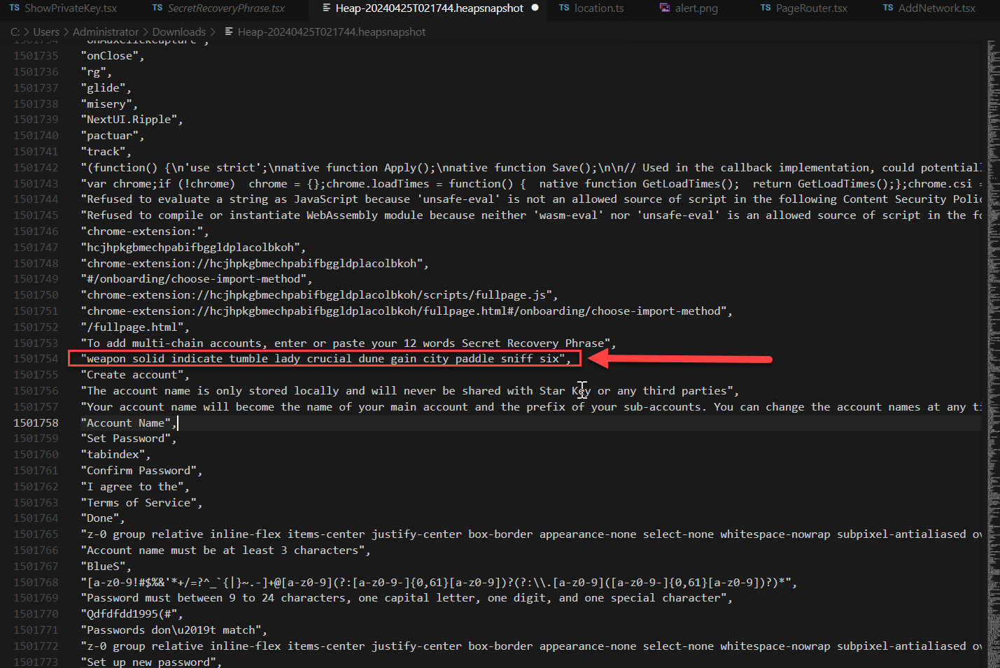 TS ShowPrivateKey.tsx TS SecretRecoveryPhrase.tsx Heap-20240425T021744.heapsnapshot TS location.ts alert.png TS PageRouter.tsx TS AddNetwork.tsx
C: > Users > Administrator > Downloads > Heap-20240425T021744.heapsnapshot
1501734 "onAuxClickCapture",
1501735 "onClose",
1501736 "rg",
1501737 "glide",
1501738 "misery",
1501739 "NextUI.Ripple",
1501740 "pactuar",
1501741 "track",
1501742 "(function() {\n'use strict';\nnative function Apply();\nnative function Save();\n\n// Used in the callback implementation, could potential
1501743 "var chrome;if (!chrome)  chrome = {};chrome.loadTimes = function() {  native function GetLoadTimes();  return GetLoadTimes();};chrome.csi =
1501744 "Refused to evaluate a string as JavaScript because 'unsafe-eval' is not an allowed source of script in the following Content Security Polic
1501745 "Refused to compile or instantiate WebAssembly module because neither 'wasm-eval' nor 'unsafe-eval' is an allowed source of script in the fo
1501746 "chrome-extension:",
1501747 "hcjhpkgbmechpabifbggldplacolbkoh",
1501748 "chrome-extension://hcjhpkgbmechpabifbggldplacolbkoh",
1501749 "#/onboarding/choose-import-method",
1501750 "chrome-extension://hcjhpkgbmechpabifbggldplacolbkoh/scripts/fullpage.js",
1501751 "chrome-extension://hcjhpkgbmechpabifbggldplacolbkoh/fullpage.html#/onboarding/choose-import-method",
1501752 "/fullpage.html",
1501753 "To add multi-chain accounts, enter or paste your 12 words Secret Recovery Phrase",
1501754 "weapon solid indicate tumble lady crucial dune gain city paddle sniff six",
1501755 "Create account",
1501756 "The account name is only stored locally and will never be shared with Star Key or any third parties",
1501757 "Your account name will become the name of your main account and the prefix of your sub-accounts. You can change the account names at any ti
1501758 "Account Name",
1501759 "Set Password",
1501760 "tabindex",
1501761 "Confirm Password",
1501762 "I agree to the",
1501763 "Terms of Service",
1501764 "Done",
1501765 "z-0 group relative inline-flex items-center justify-center box-border appearance-none select-none whitespace-nowrap subpixel-antialiased ov
1501766 "Account name must be at least 3 characters",
1501767 "BlueS",
1501768 "[a-z0-9!#$%&'*+/=?^_`{|}~.-]+@[a-z0-9](?:[a-z0-9-]{0,61}[a-z0-9])?(?:\\.[a-z0-9]([a-z0-9-]{0,61}[a-z0-9])?)*",
1501769 "Password must between 9 to 24 characters, one capital letter, one digit, and one special character",
1501770 "Qdfdfdd1995(#",
1501771 "Passwords don\u2019t match",
1501772 "z-0 group relative inline-flex items-center justify-center box-border appearance-none select-none whitespace-nowrap subpixel-antialiased ov
1501773 "Set up new password",